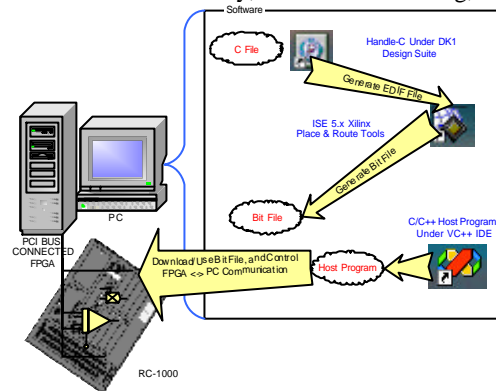 Software
C File
Handle-C Under DK1
Design Suite
Generate EDIF File
ISE 5.x Xilinx
Place & Route Tools
Generate Bit File
PC
Bit File
C/C++ Host Program
Under VC++ IDE
PCI BUS
CONNECTED
FPGA
Download/Use Bit File, and Control
FPGA <-> PC Communication
Host Program
RC-1000